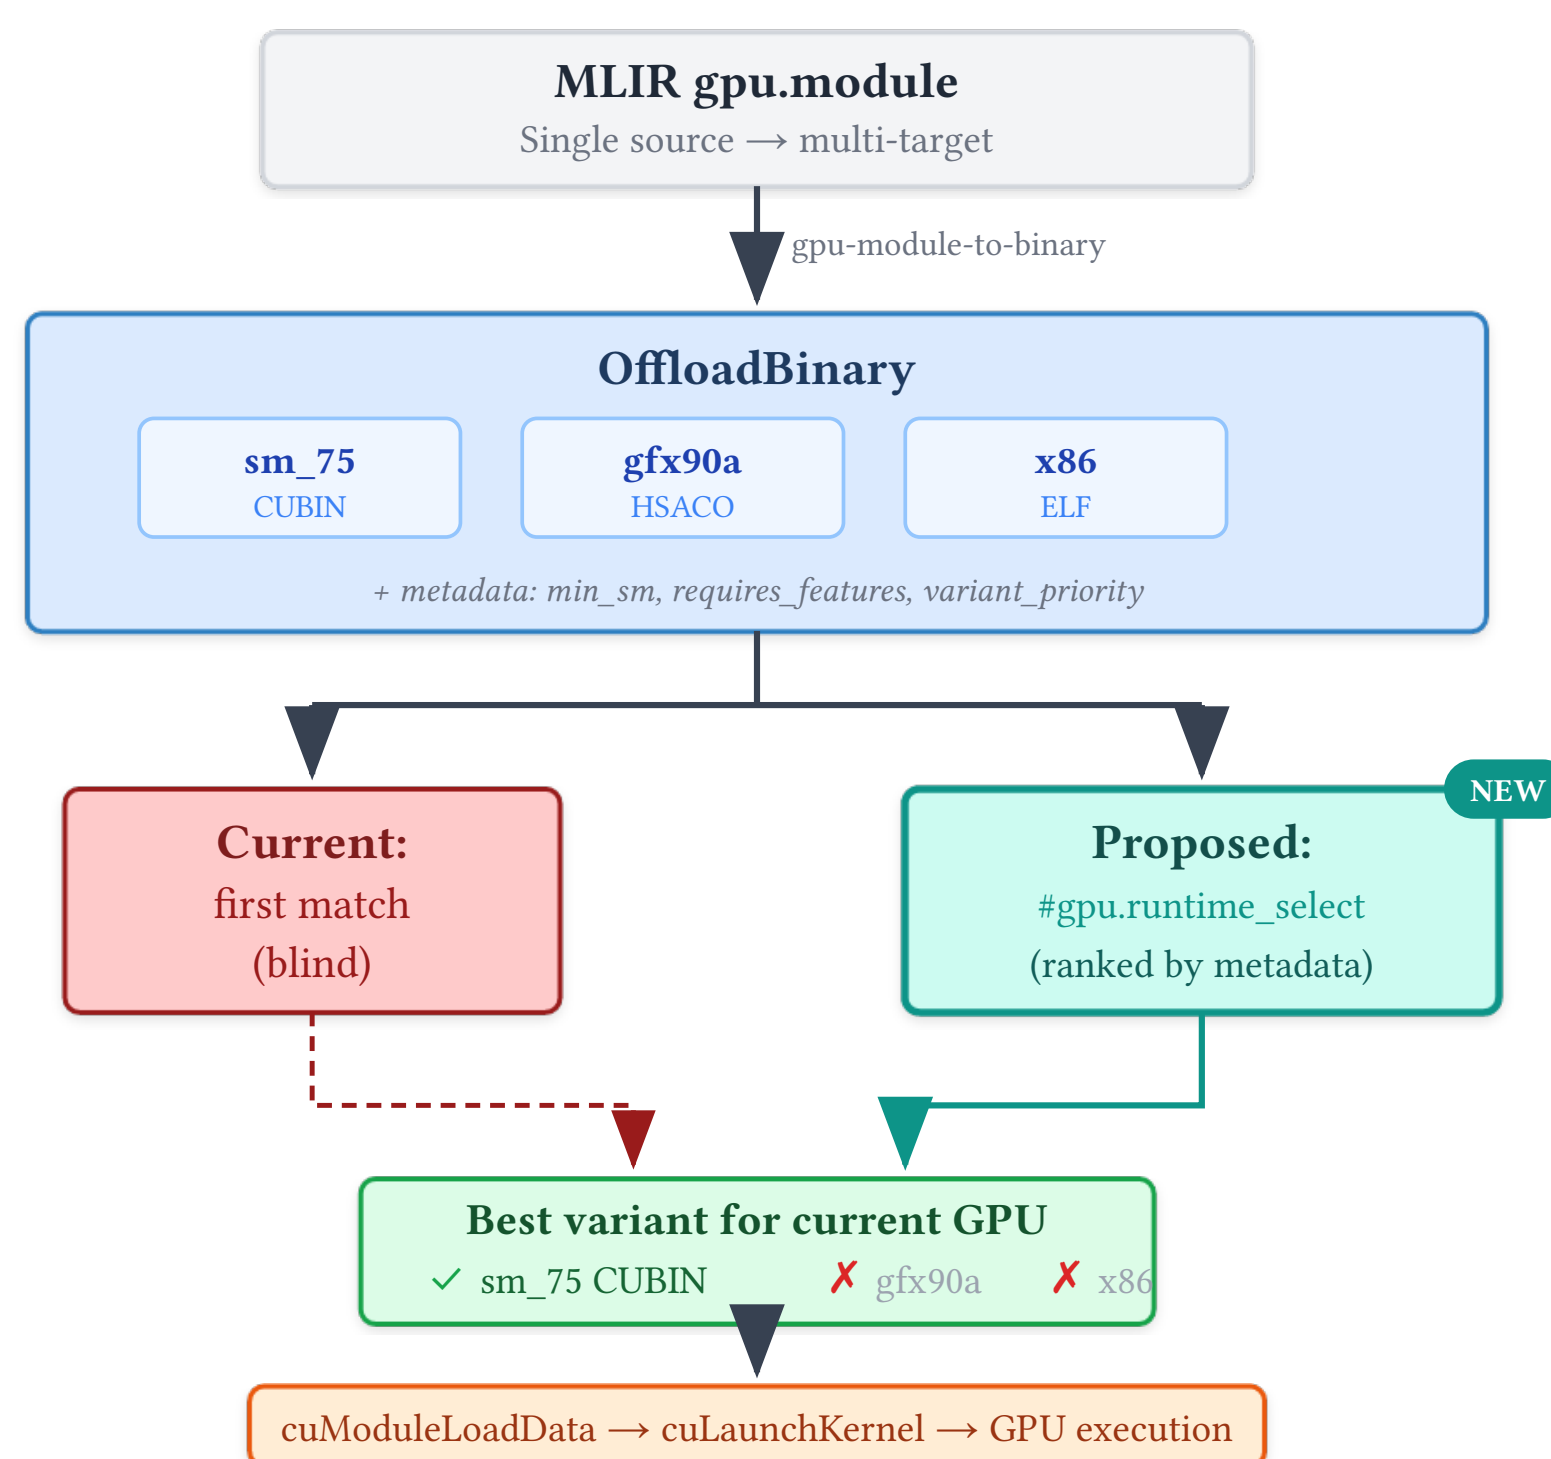 MLIR gpu.module
Single source → multi-target
gpu-module-to-binary
OffloadBinary
sm_75
CUBIN
gfx90a
HSACO
x86
ELF
+ metadata: min_sm, requires_features, variant_priority
Current:
first match
(blind)
NEW
Proposed:
#gpu.runtime_select
(ranked by metadata)
Best variant for current GPU
✓ sm_75 CUBIN ✗ gfx90a ✗ x86
cuModuleLoadData → cuLaunchKernel → GPU execution